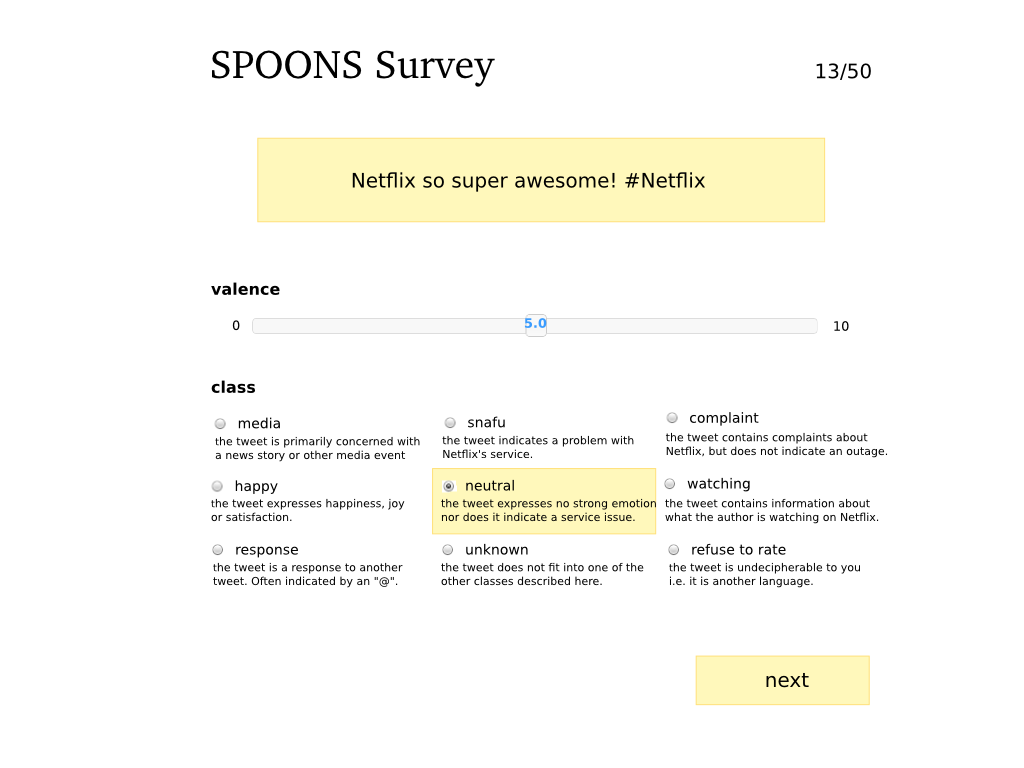 SPOONS Survey
13/50
Netflix so super awesome! #Netflix
valence
0
5.0
10
class
media
the tweet is primarily concerned with
a news story or other media event
snafu
the tweet indicates a problem with
Netflix's service.
complaint
the tweet contains complaints about
Netflix, but does not indicate an outage.
happy
the tweet expresses happiness, joy
or satisfaction.
neutral
the tweet expresses no strong emotion
nor does it indicate a service issue.
watching
the tweet contains information about
what the author is watching on Netflix.
response
the tweet is a response to another
tweet. Often indicated by an "@".
unknown
the tweet does not fit into one of the
other classes described here.
refuse to rate
the tweet is undecipherable to you
i.e. it is another language.
next